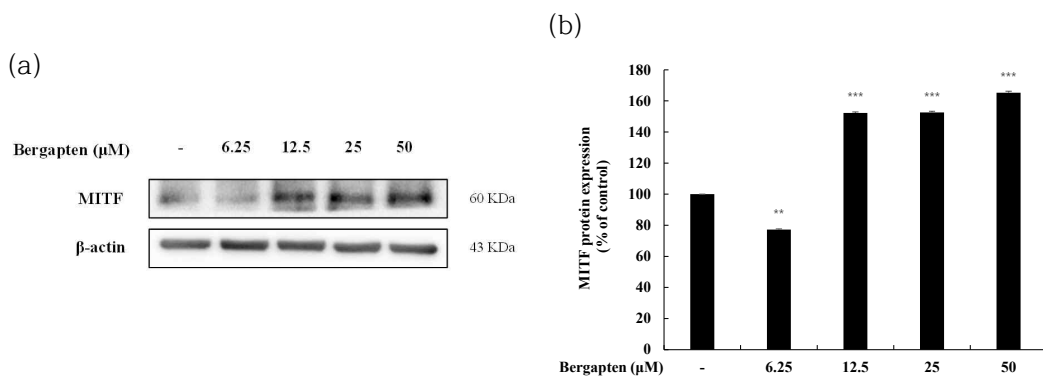 (a)
Bergapten (μM) - 6.25 12.5 25 50
MITF 60 KDa
β-actin 43 KDa
(b)
MITF protein expression
(% of control)
180
160
140
120
100
80
60
40
20
0
**
***
***
***
Bergapten (μM) - 6.25 12.5 25 50